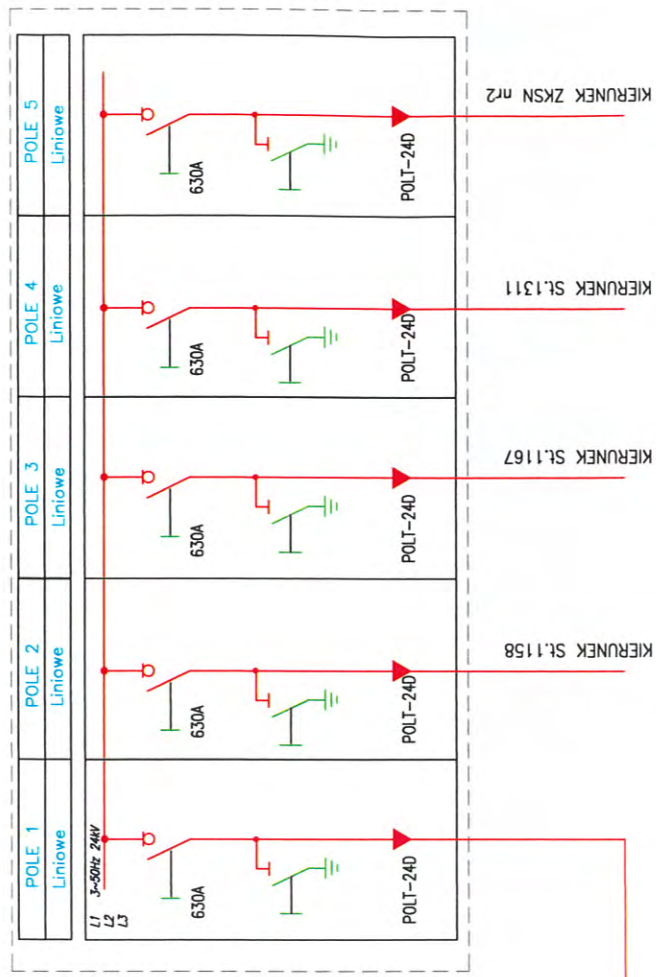 POLE 5
Liniowe
630A
POLT-24D
KIERUNEK ZKSN nr2
POLE 4
Liniowe
630A
POLT-24D
KIERUNEK St.1311
POLE 3
Liniowe
630A
POLT-24D
KIERUNEK St.1167
POLE 2
Liniowe
630A
POLT-24D
KIERUNEK St.1158
POLE 1
Liniowe
L1 3~50Hz 24kV
L2
L3
630A
POLT-24D